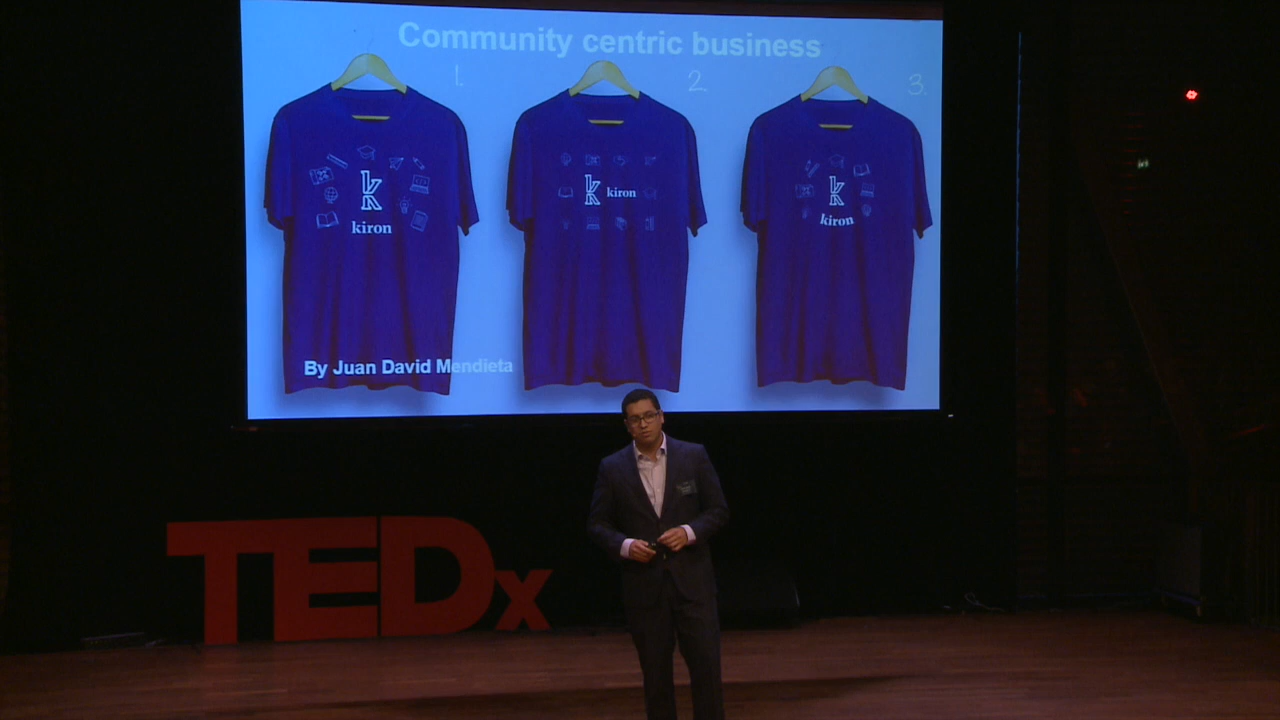 Community centric business
1.
2.
3.
k
kiron
k kiron
k
kiron
By Juan David Mendieta
TEDx